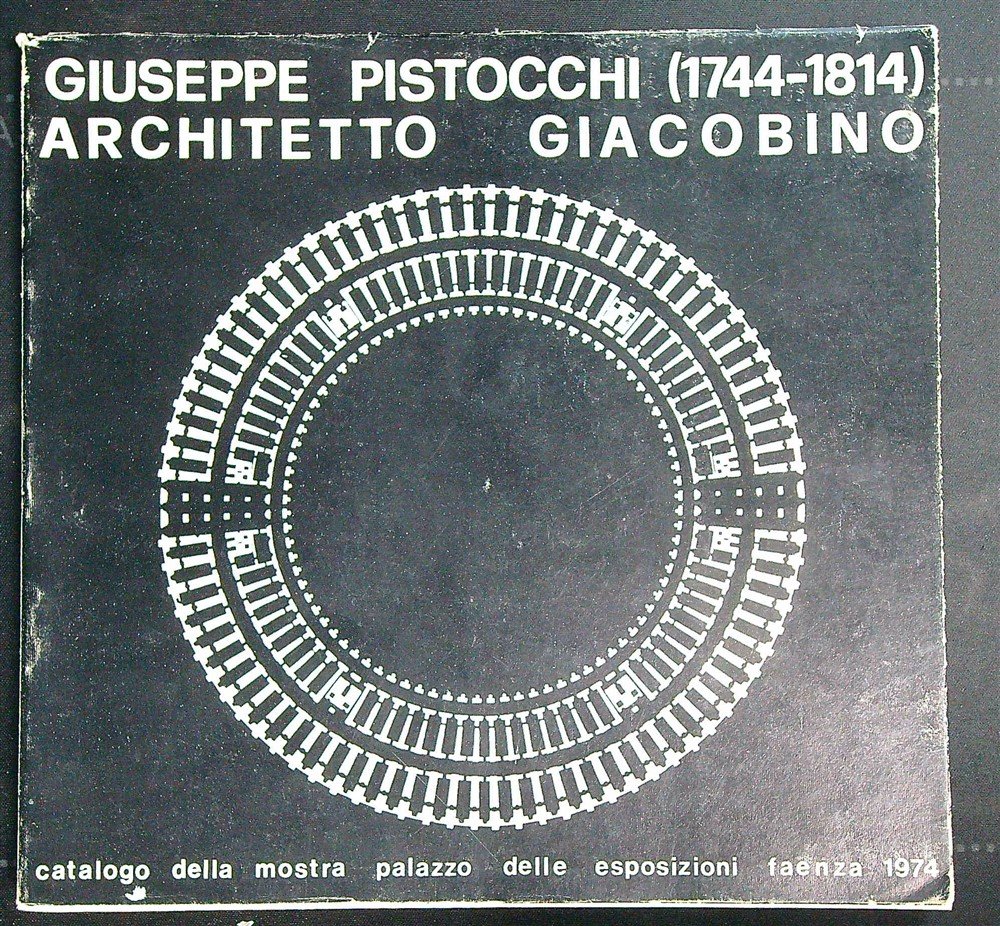 GIUSEPPE PISTOCCHI (1744-1814)
ARCHITETTO GIACOBINO
catalogo della mostra palazzo delle esposizioni faenza 1974